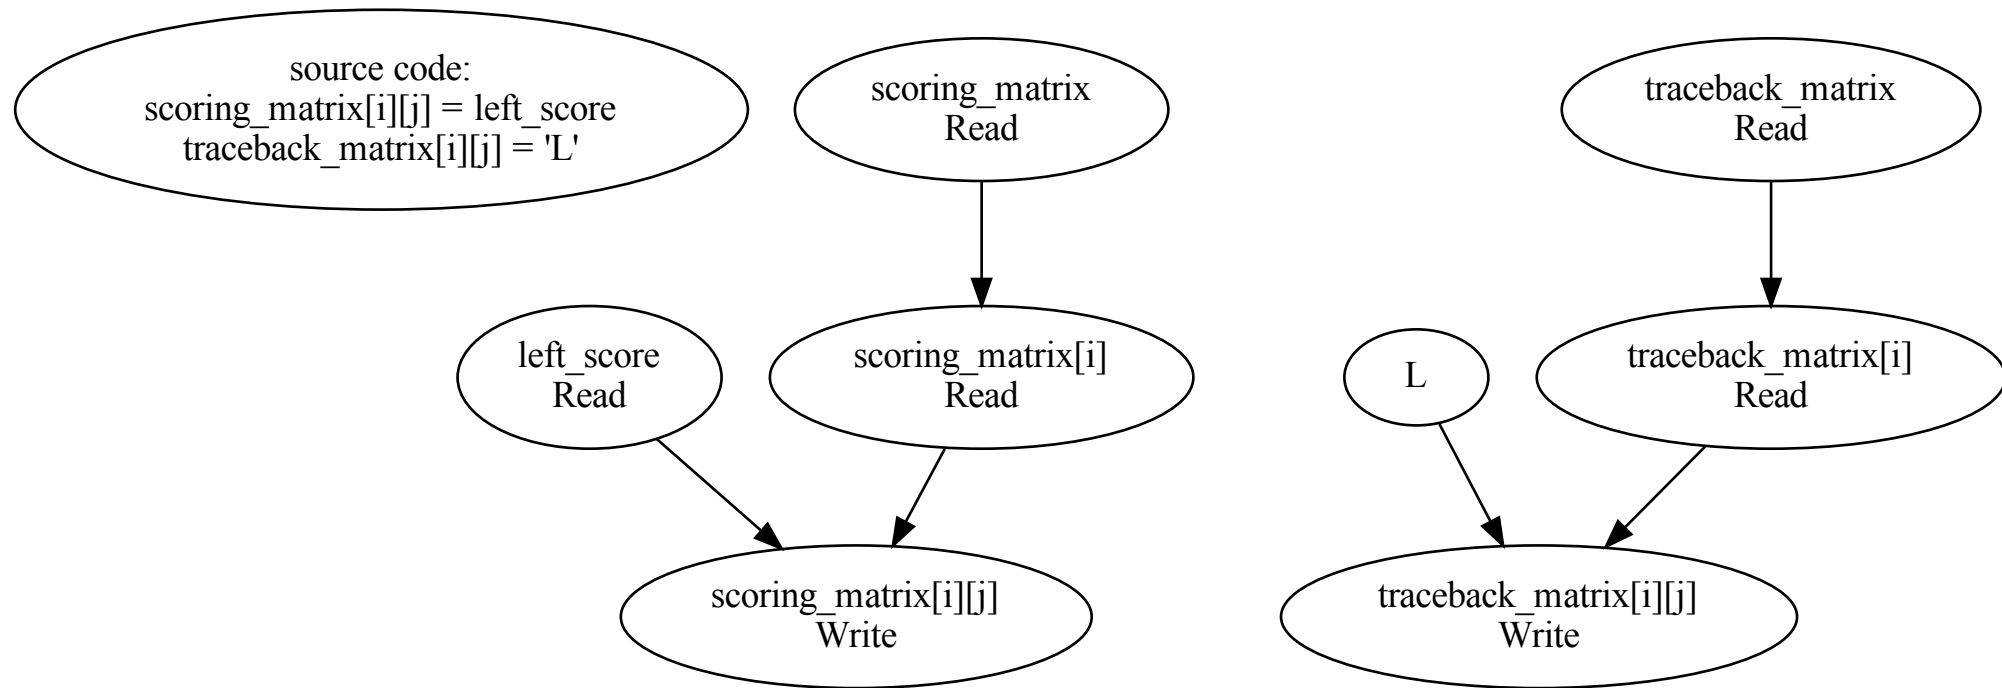 source code:
scoring_matrix[i][j] = left_score
traceback_matrix[i][j] = 'L'
scoring_matrix
Read
traceback_matrix
Read
left_score
Read
scoring_matrix[i]
Read
L
traceback_matrix[i]
Read
scoring_matrix[i][j]
Write
traceback_matrix[i][j]
Write